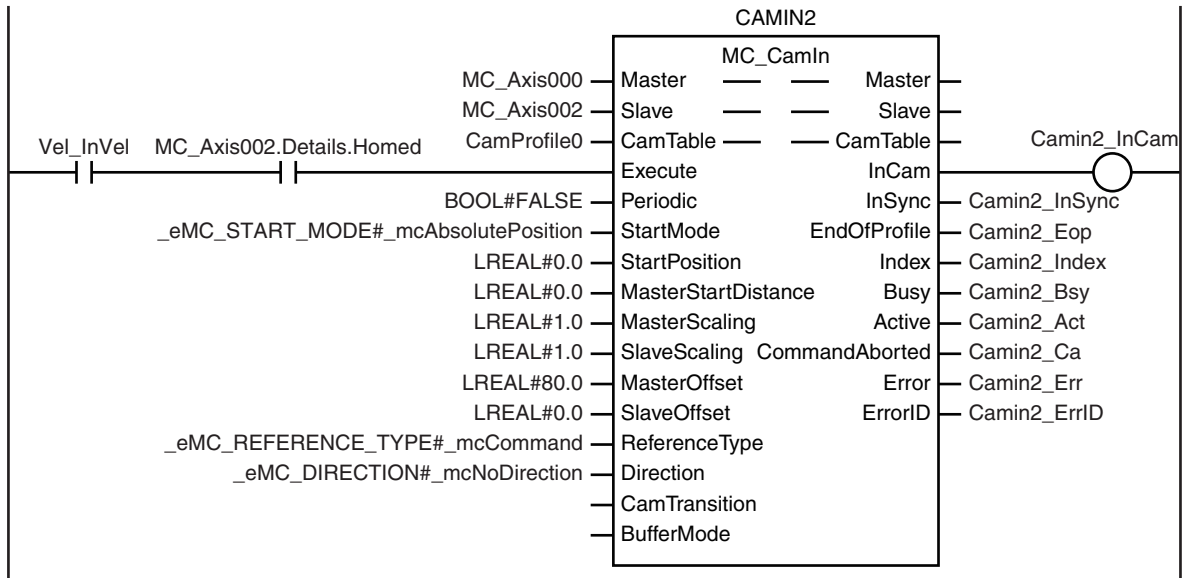 CAMIN2
MC_CamIn
MC_Axis000 Master Master
MC_Axis002 Slave Slave
CamProfile0 CamTable CamTable
Vel_InVel MC_Axis002.Details.Homed Execute InCam Camin2_InCam
BOOL#FALSE Periodic InSync Camin2_InSync
_eMC_START_MODE#_mcAbsolutePosition StartMode EndOfProfile Camin2_Eop
LREAL#0.0 StartPosition Index Camin2_Index
LREAL#0.0 MasterStartDistance Busy Camin2_Bsy
LREAL#1.0 MasterScaling Active Camin2_Act
LREAL#1.0 SlaveScaling CommandAborted Camin2_Ca
LREAL#80.0 MasterOffset Error Camin2_Err
LREAL#0.0 SlaveOffset ErrorID Camin2_ErrID
_eMC_REFERENCE_TYPE#_mcCommand ReferenceType
_eMC_DIRECTION#_mcNoDirection Direction
CamTransition
BufferMode